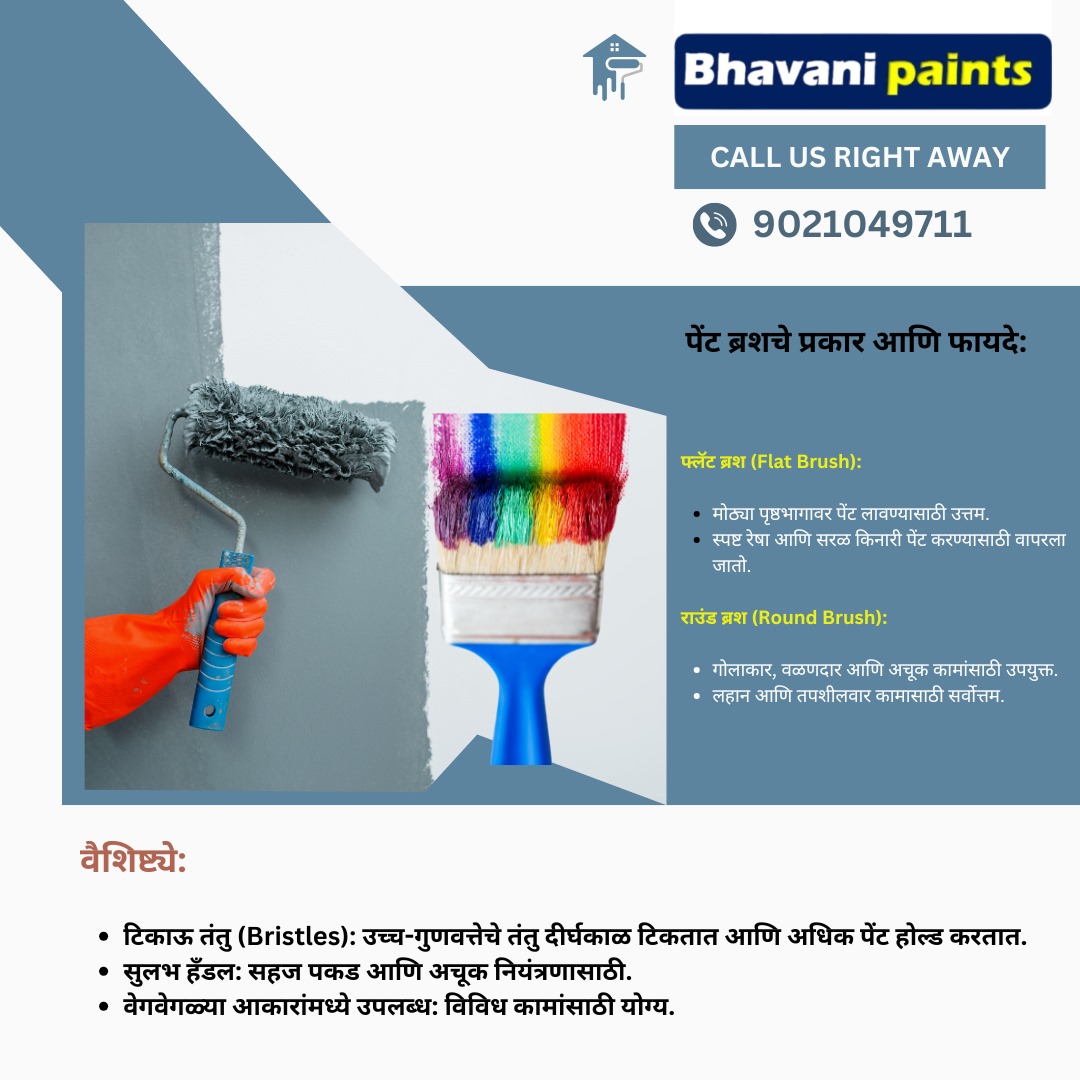 Bhavani paints
CALL US RIGHT AWAY
9021049711
पेंट ब्रशचे प्रकार आणि फायदे:
फ्लॅट ब्रश (Flat Brush):
• मोठ्या पृष्ठभागावर पेंट लावण्यासाठी उत्तम.
• स्पष्ट रेषा आणि सरळ किनारी पेंट करण्यासाठी वापरला
जातो.
राउंड ब्रश (Round Brush):
• गोलाकार, वळणदार आणि अचूक कामांसाठी उपयुक्त.
• लहान आणि तपशीलवार कामासाठी सर्वोत्तम.
वैशिष्ट्ये:
• टिकाऊ तंतु (Bristles): उच्च-गुणवत्तेचे तंतु दीर्घकाळ टिकतात आणि अधिक पेंट होल्ड करतात.
• सुलभ हँडल: सहज पकड आणि अचूक नियंत्रणासाठी.
• वेगवेगळ्या आकारांमध्ये उपलब्ध: विविध कामांसाठी योग्य.